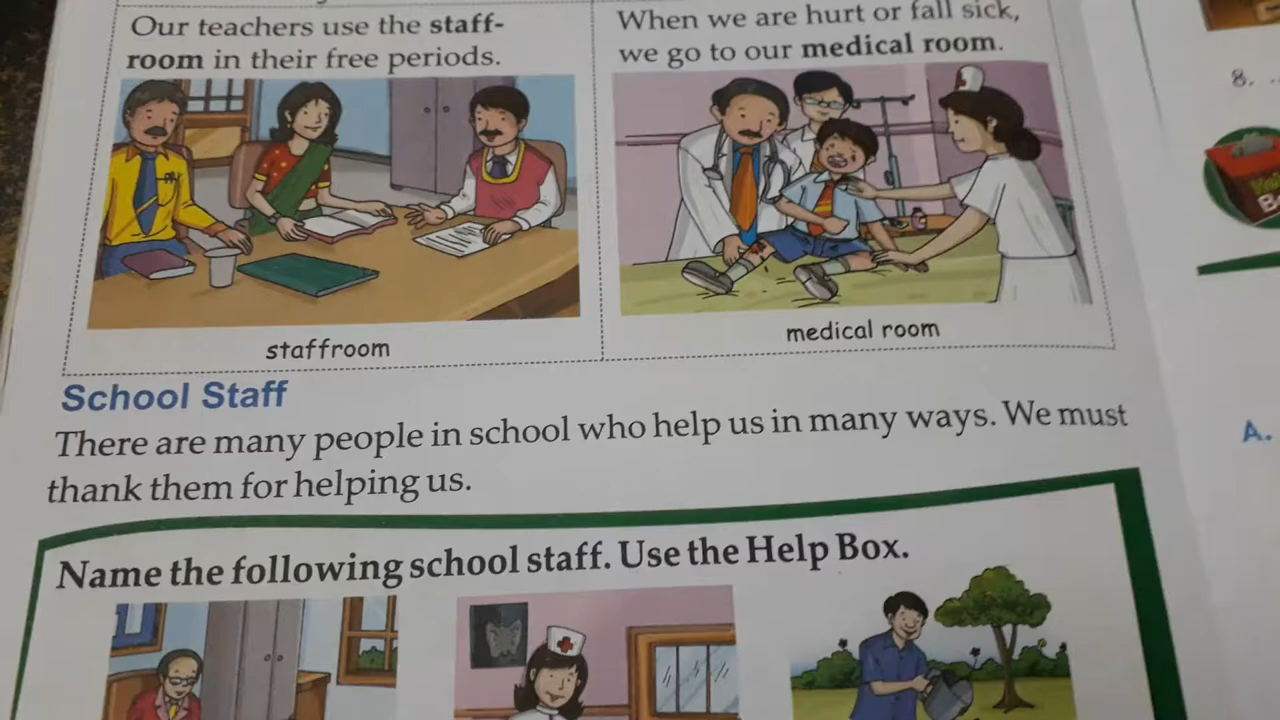 Our teachers use the staff-
room in their free periods.
When we are hurt or fall sick,
we go to our medical room.
staffroom
medical room
School Staff
There are many people in school who help us in many ways. We must
thank them for helping us.
Name the following school staff. Use the Help Box.
8.
A.